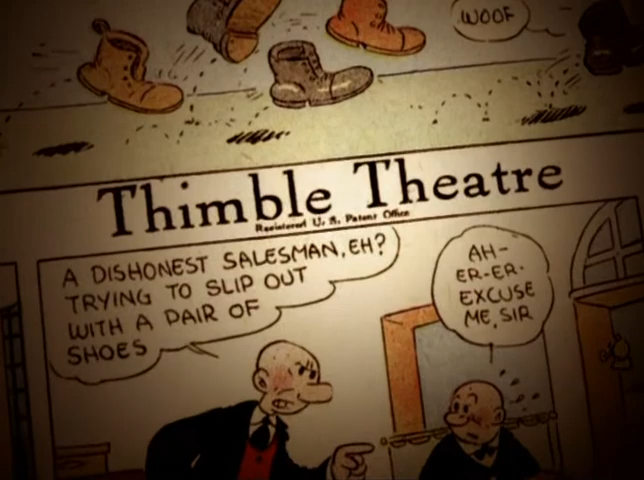 WOOF
Thimble Theatre
Registered U. S. Patent Office
A DISHONEST SALESMAN, EH?
TRYING TO SLIP OUT
WITH A PAIR OF
SHOES
AH-
ER-ER-
EXCUSE
ME, SIR